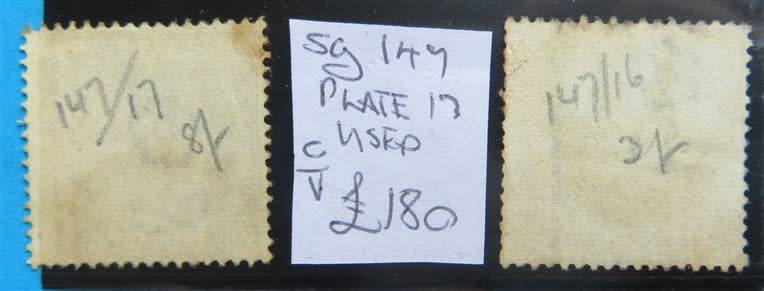 147/17
8/-
SG 147
PLATE 17
USED
C/V
£180
147/16
3/-